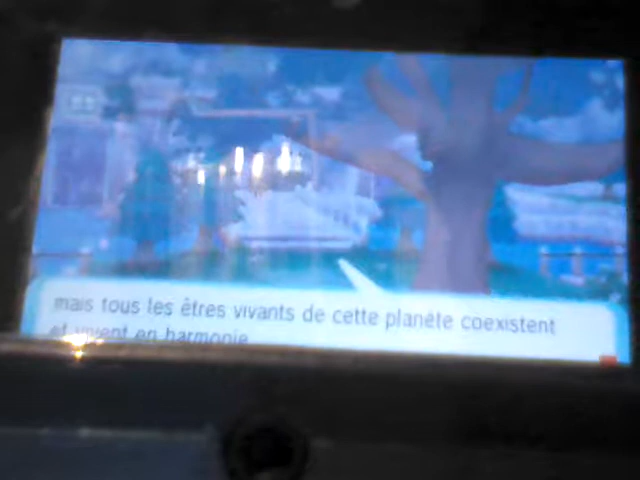 mais tous les êtres vivants de cette planète coexistent
et vivent en harmonie